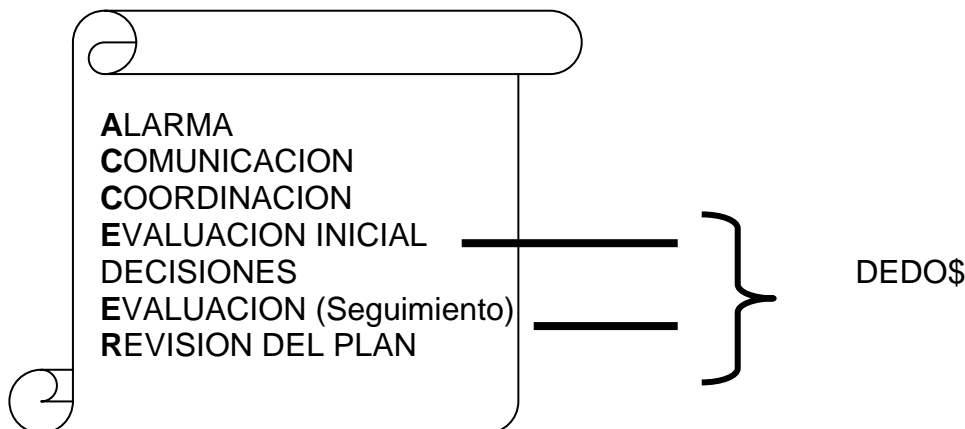 ALARMA
COMUNICACION
COORDINACION
EVALUACION INICIAL
DECISIONES
EVALUACION (Seguimiento)
REVISION DEL PLAN
DEDO$